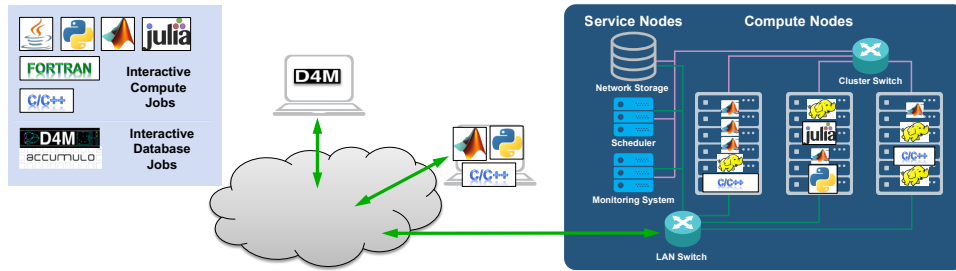 julia
FORTRAN
C/C++
Interactive
Compute
Jobs
D4M
accumulo
Interactive
Database
Jobs
D4M
C/C++
Service Nodes
Compute Nodes
Network Storage
Scheduler
Monitoring System
Cluster Switch
LAN Switch
C/C++
julia
C/C++